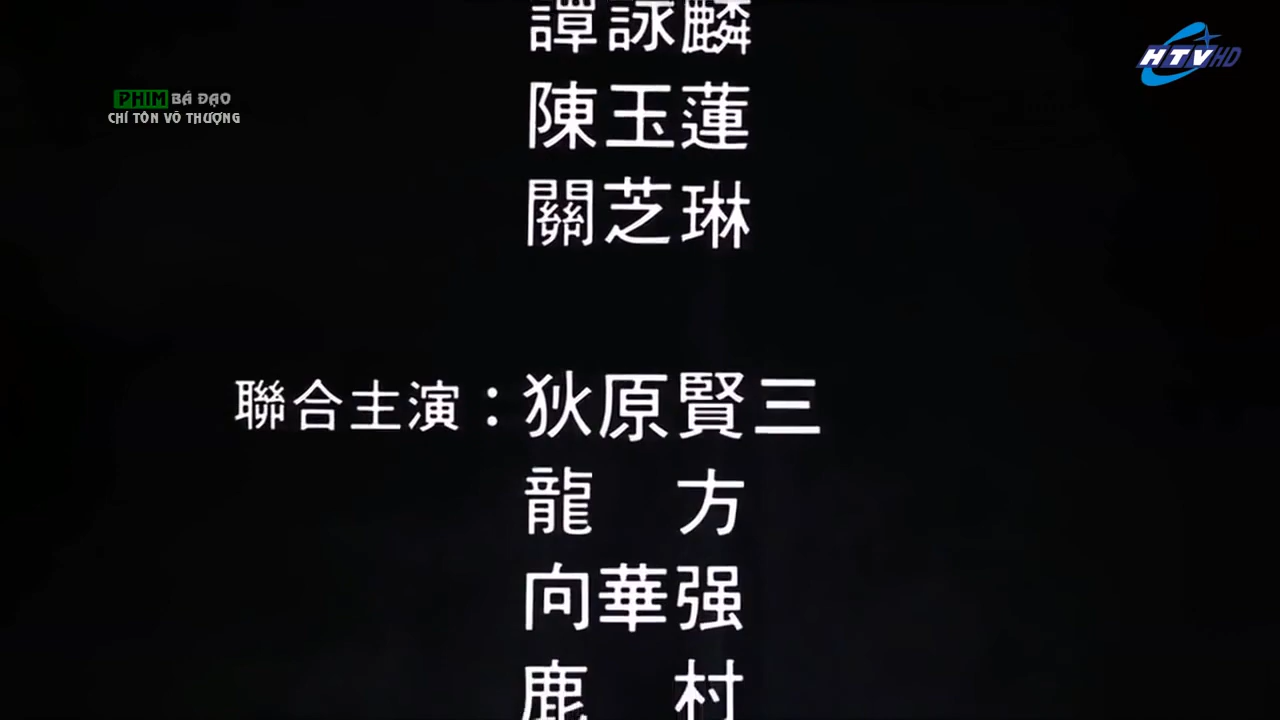 譚詠麟
HTV HD
PHIM BÁ ĐẠO
CHÍ TÔN VÕ THƯỢNG
陳玉蓮
關芝琳
聯合主演：狄原賢三
龍 方
向華强
鹿 村